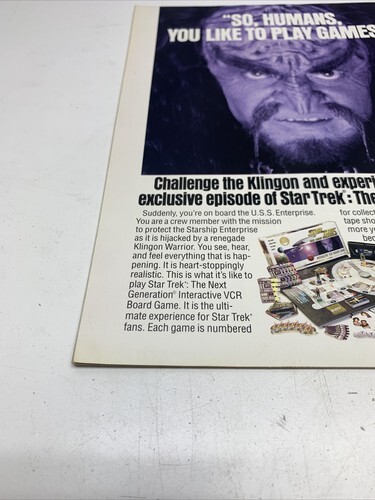 "SO, HUMANS,
YOU LIKE TO PLAY GAMES
Challenge the Klingon and experi
exclusive episode of Star Trek: The
Suddenly, you're on board the U.S.S. Enterprise.
You are a crew member with the mission
to protect the Starship Enterprise
as it is hijacked by a renegade
Klingon Warrior. You see, hear,
and feel everything that is hap-
pening. It is heart-stoppingly
realistic. This is what it's like to
play Star Trek: The Next
Generation® Interactive VCR
Board Game. It is the ulti-
mate experience for Star Trek
fans. Each game is numbered
for collect
tape sho
more y
bec